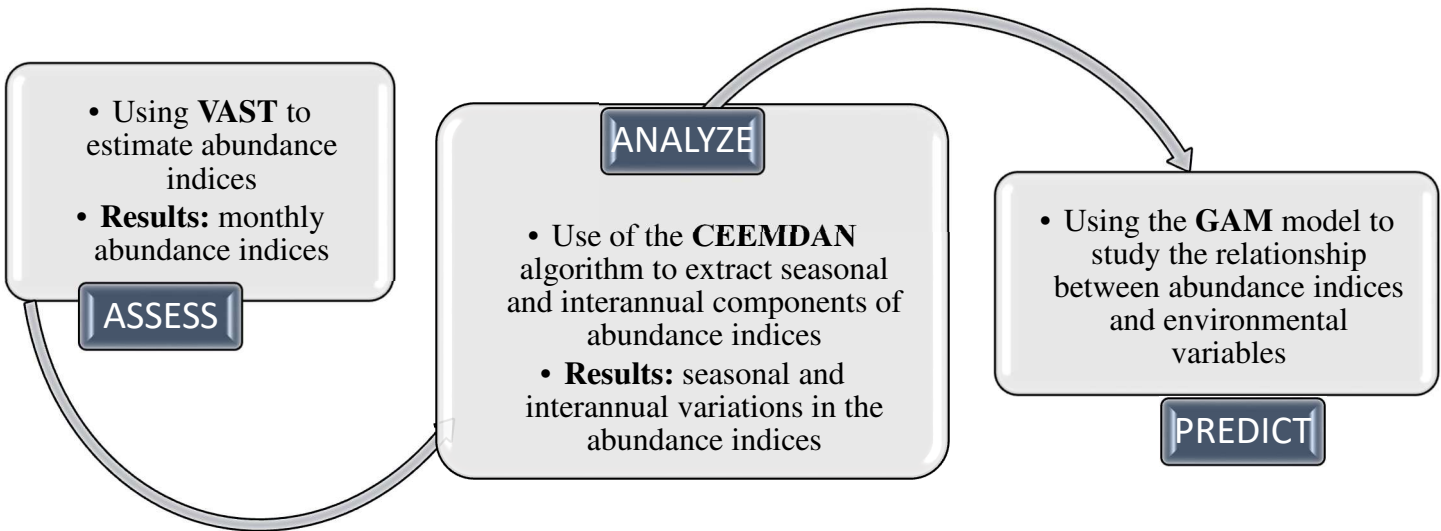 • Using VAST to
estimate abundance
indices
• Results: monthly
abundance indices
ASSESS
ANALYZE
• Use of the CEEMDAN
algorithm to extract seasonal
and interannual components of
abundance indices
• Results: seasonal and
interannual variations in the
abundance indices
• Using the GAM model to
study the relationship
between abundance indices
and environmental
variables
PREDICT